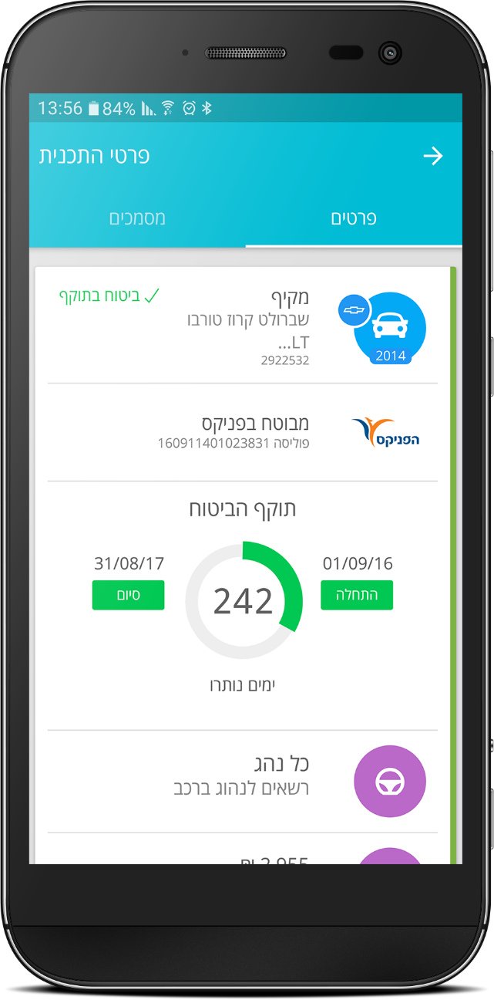 13:56 84%
פרטי התכנית
פרטים
מסמכים
מקיף
ביטוח בתוקף
שברולט קרוז טורבו
LT...
2922532
2014
הפניקס
מבוטח בפניקס
פוליסה 160911401023831
תוקף הביטוח
01/09/16
התחלה
242
31/08/17
סיום
ימים נותרו
כל נהג
רשאים לנהוג ברכב